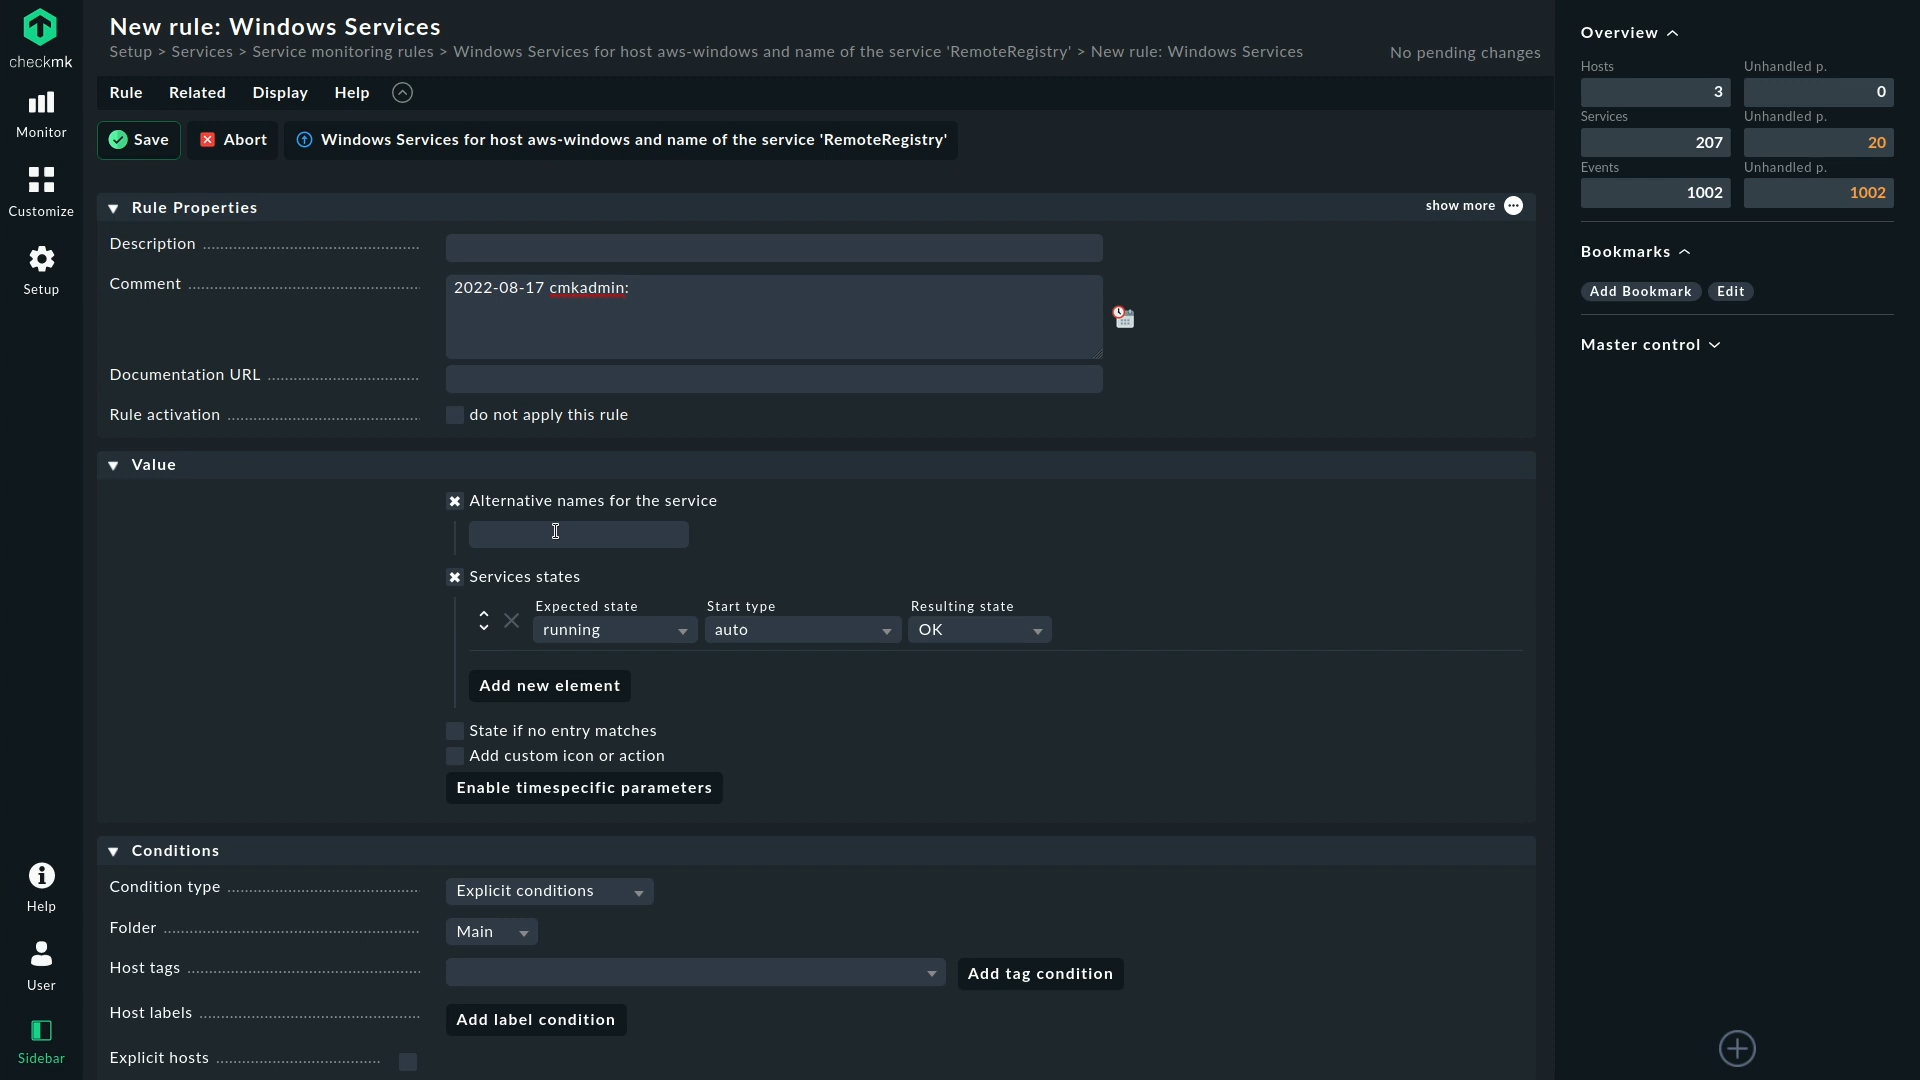 New rule: Windows Services
Setup > Services > Service monitoring rules > Windows Services for host aws-windows and name of the service 'RemoteRegistry' > New rule: Windows Services
No pending changes
checkmk
Monitor
Customize
Setup
Help
User
Sidebar
Rule Related Display Help
Save Abort Windows Services for host aws-windows and name of the service 'RemoteRegistry'
Rule Properties
show more
Description
Comment
2022-08-17 cmkadmin:
Documentation URL
Rule activation
do not apply this rule
Value
Alternative names for the service
Services states
Expected state Start type Resulting state
running auto OK
Add new element
State if no entry matches
Add custom icon or action
Enable timespecific parameters
Conditions
Condition type
Explicit conditions
Folder
Main
Host tags
Add tag condition
Host labels
Add label condition
Explicit hosts
Overview
Hosts Unhandled p.
3 0
Services Unhandled p.
207 20
Events Unhandled p.
1002 1002
Bookmarks
Add Bookmark Edit
Master control